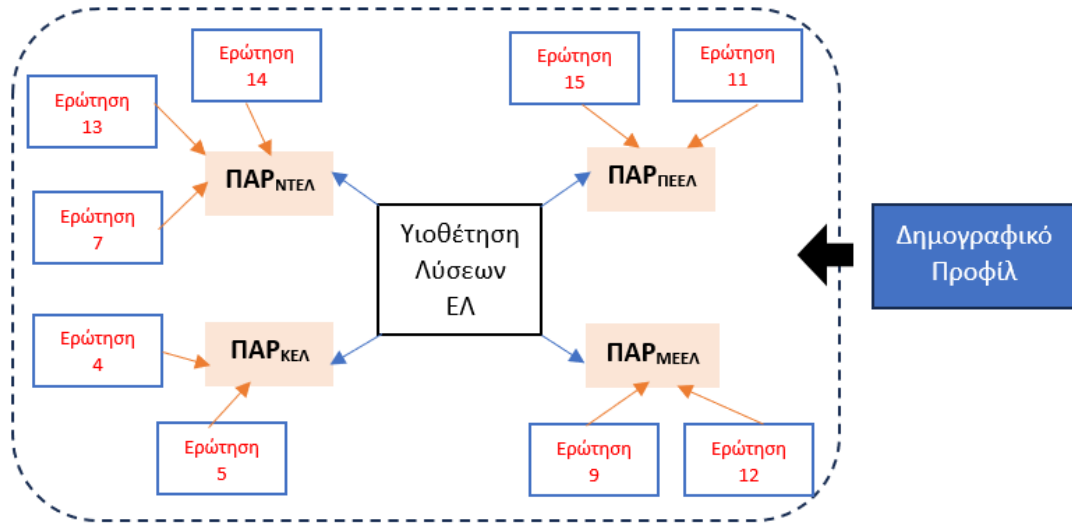 Ερώτηση
14
Ερώτηση
15
Ερώτηση
11
Ερώτηση
13
ΠΑΡΝΤΕΛ
ΠΑΡΠΕΕΛ
Ερώτηση
7
Υιοθέτηση
Λύσεων
ΕΛ
Δημογραφικό
Προφίλ
Ερώτηση
4
ΠΑΡΚΕΛ
ΠΑΡΜΕΕΛ
Ερώτηση
5
Ερώτηση
9
Ερώτηση
12